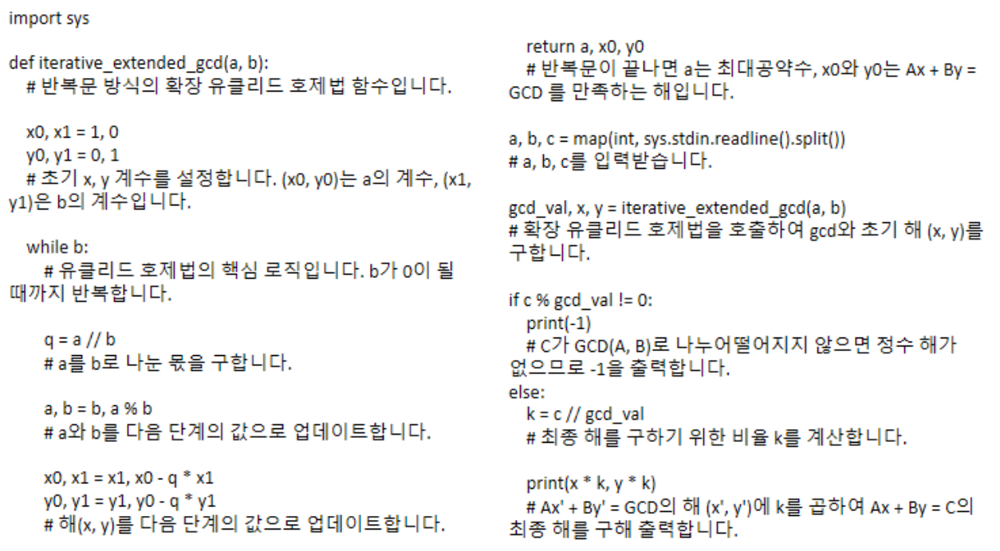 import sys
def iterative_extended_gcd(a, b):
# 반복문 방식의 확장 유클리드 호제법 함수입니다.
x0, x1 = 1, 0
y0, y1 = 0, 1
# 초기 x, y 계수를 설정합니다. (x0, y0)는 a의 계수, (x1,
y1)은 b의 계수입니다.
while b:
# 유클리드 호제법의 핵심 로직입니다. b가 0이 될
때까지 반복합니다.
q = a // b
# a를 b로 나눈 몫을 구합니다.
a, b = b, a % b
# a와 b를 다음 단계의 값으로 업데이트합니다.
x0, x1 = x1, x0 - q * x1
y0, y1 = y1, y0 - q * y1
# 해(x, y)를 다음 단계의 값으로 업데이트합니다.
return a, x0, y0
# 반복문이 끝나면 a는 최대공약수, x0와 y0는 Ax + By =
GCD 를 만족하는 해입니다.
a, b, c = map(int, sys.stdin.readline().split())
# a, b, c를 입력받습니다.
gcd_val, x, y = iterative_extended_gcd(a, b)
# 확장 유클리드 호제법을 호출하여 gcd와 초기 해 (x, y)를
구합니다.
if c % gcd_val != 0:
print(-1)
# C가 GCD(A, B)로 나누어떨어지지 않으면 정수 해가
없으므로 -1을 출력합니다.
else:
k = c // gcd_val
# 최종 해를 구하기 위한 비율 k를 계산합니다.
print(x * k, y * k)
# Ax' + By' = GCD의 해 (x', y')에 k를 곱하여 Ax + By = C의
최종 해를 구해 출력합니다.